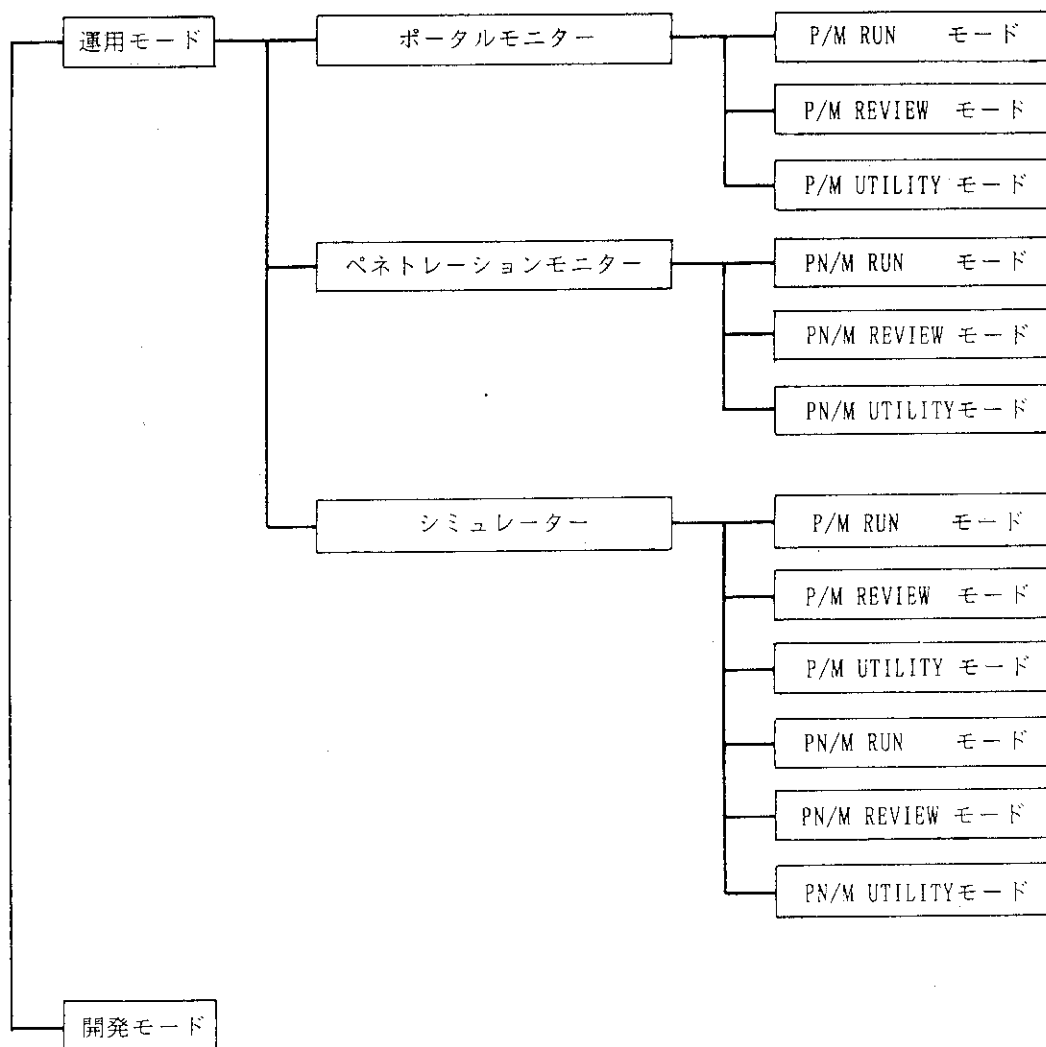 運用モード
ポータルモニター
P/M RUN モード
P/M REVIEW モード
P/M UTILITY モード
ペネトレーションモニター
PN/M RUN モード
PN/M REVIEW モード
PN/M UTILITYモード
シミュレーター
P/M RUN モード
P/M REVIEW モード
P/M UTILITY モード
PN/M RUN モード
PN/M REVIEW モード
PN/M UTILITYモード
開発モード